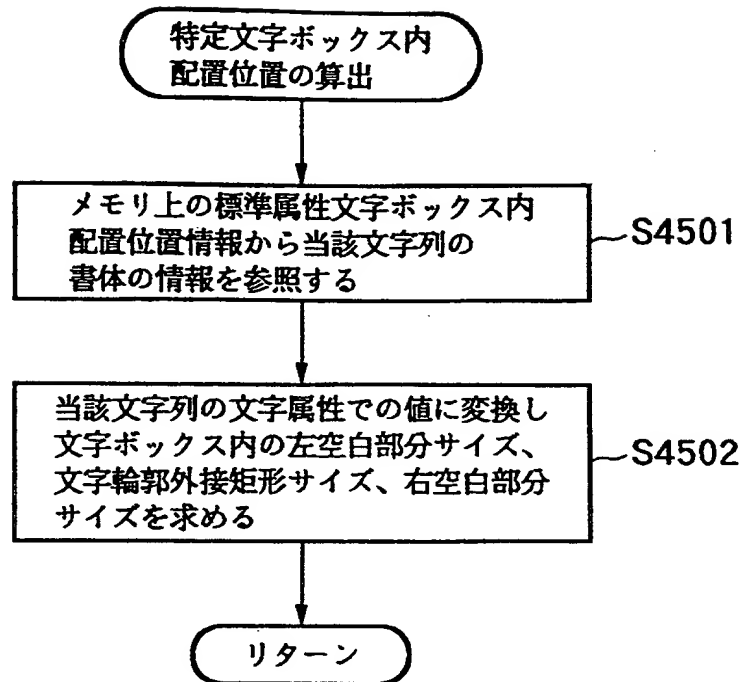 特定文字ボックス内
配置位置の算出
メモリ上の標準属性文字ボックス内
配置位置情報から当該文字列の
書体の情報を参照する
S4501
当該文字列の文字属性での値に変換し
文字ボックス内の左空白部分サイズ、
文字輪郭外接矩形サイズ、右空白部分
サイズを求める
S4502
リターン